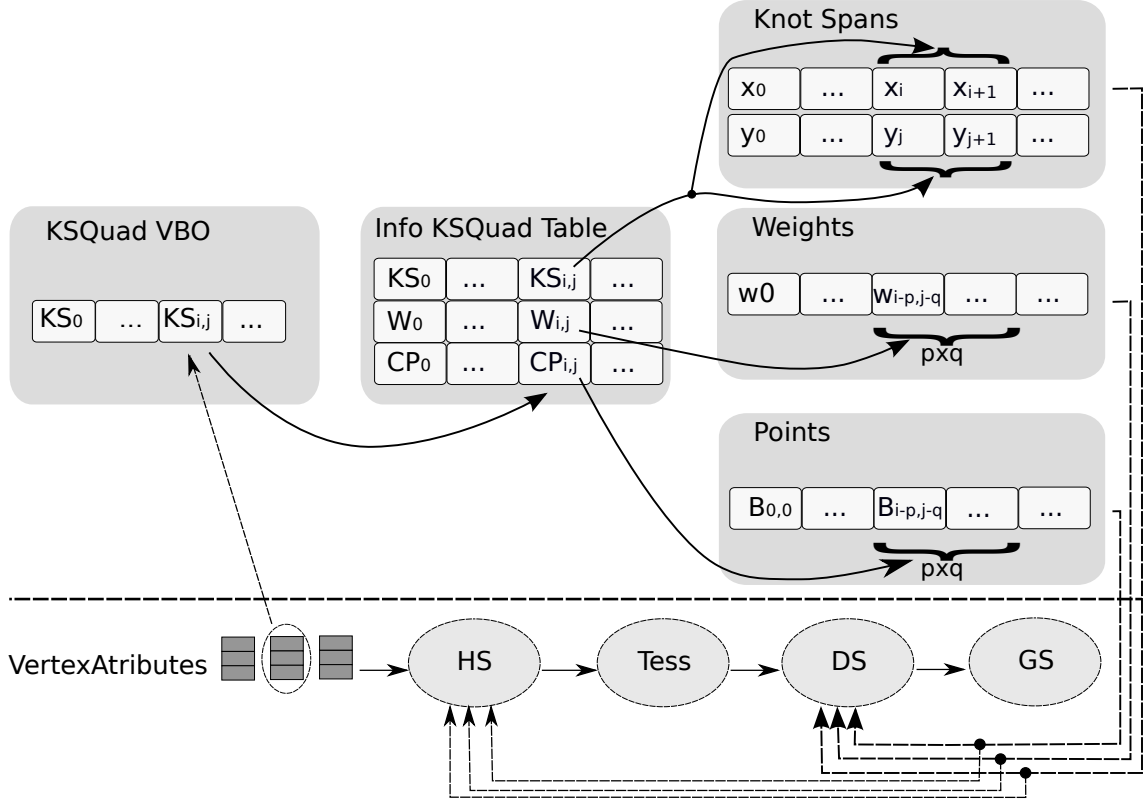 Knot Spans
x0 ... xi xi+1 ...
y0 ... yj yj+1 ...
KSQuad VBO
KS0 ... KSi,j ...
Info KSQuad Table
KS0 ... KSi,j ...
W0 ... Wi,j ...
CP0 ... CPi,j ...
Weights
w0 ... wi-p,j-q ... ...
pxq
Points
B0,0 ... Bi-p,j-q ... ...
pxq
VertexAtributes
HS
Tess
DS
GS